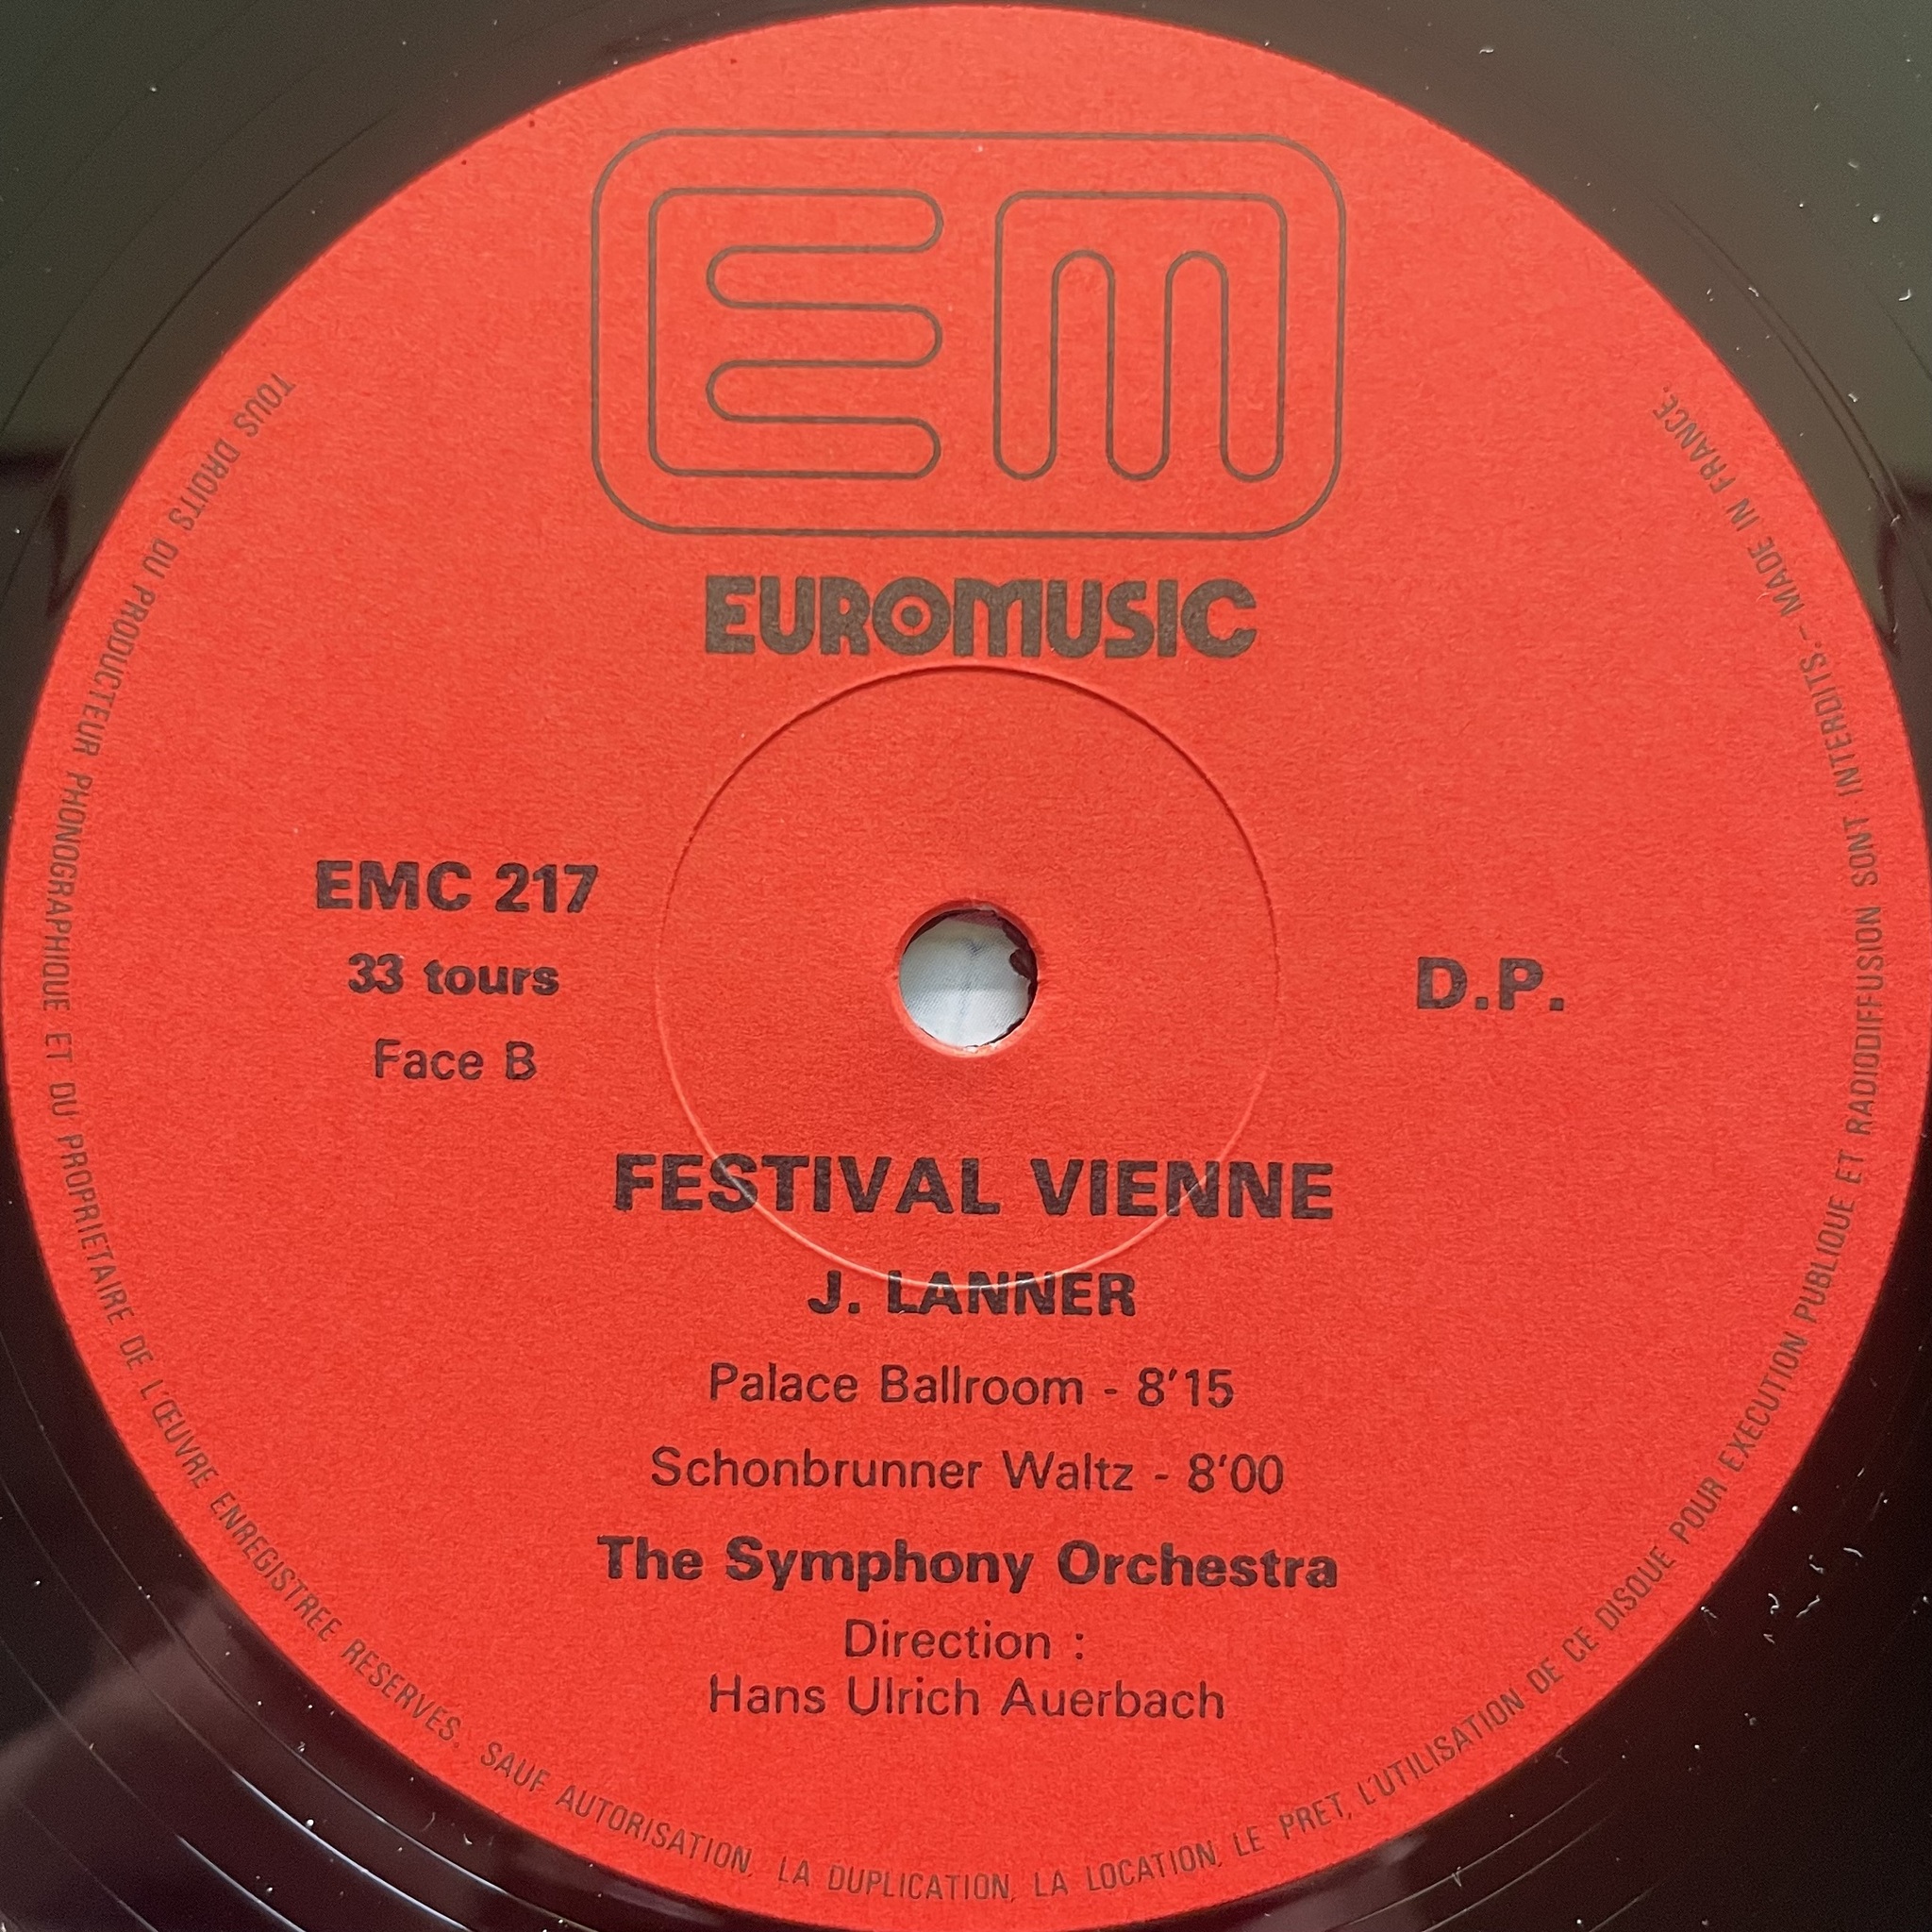 EM
EUROMUSIC
EMC 217
33 tours
Face B
D.P.
FESTIVAL VIENNE
J. LANNER
Palace Ballroom - 8'15
Schonbrunner Waltz - 8'00
The Symphony Orchestra
Direction :
Hans Ulrich Auerbach
TOUS DROITS DU PRODUCTEUR PHONOGRAPHIQUE ET DU PROPRIETAIRE DE L'ŒUVRE ENREGISTREE RESERVES. SAUF AUTORISATION, LA DUPLICATION, LA LOCATION, LE PRET, L'UTILISATION DE CE DISQUE POUR EXECUTION PUBLIQUE ET RADIODIFFUSION SONT INTERDITS. - MADE IN FRANCE.